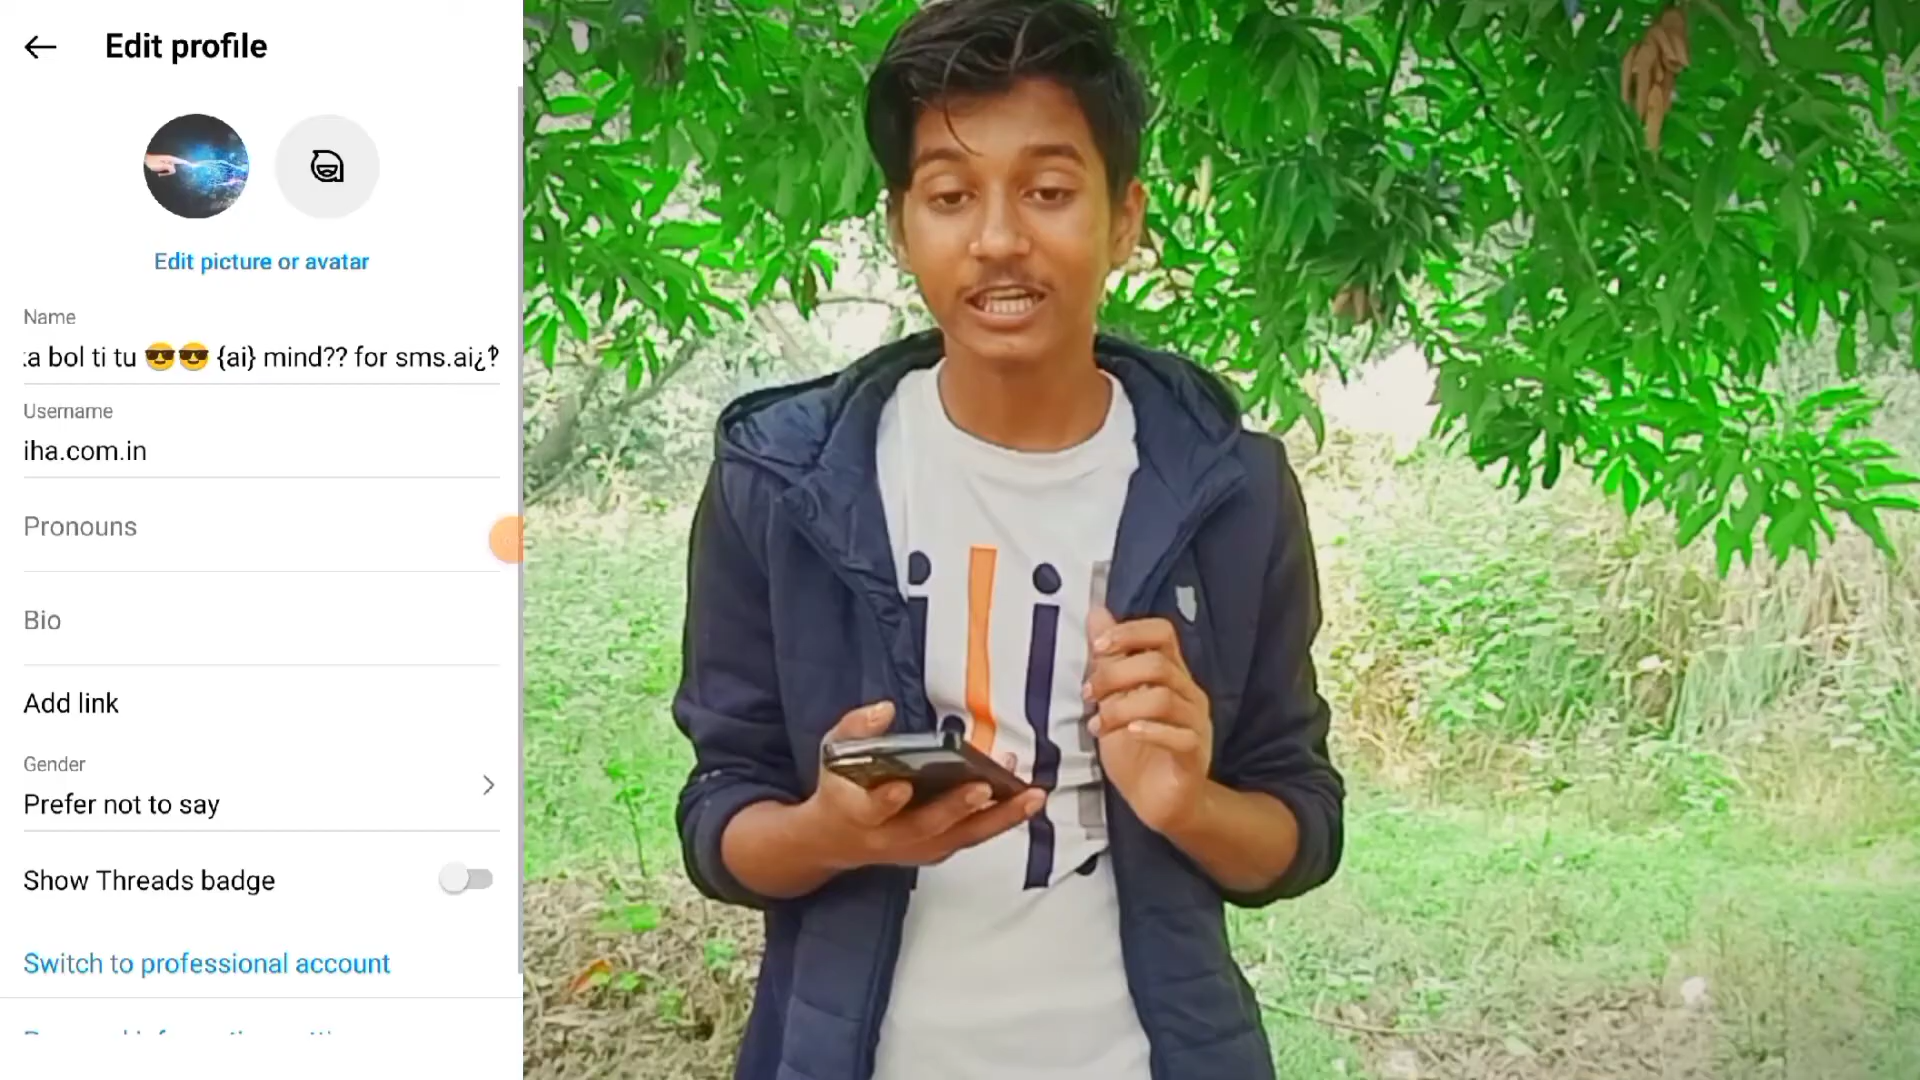 Edit profile
Edit picture or avatar
Name
a bol ti tu 😎😎 {ai} mind?? for sms.ai¿‽
Username
iha.com.in
Pronouns
Bio
Add link
Gender
Prefer not to say
Show Threads badge
Switch to professional account